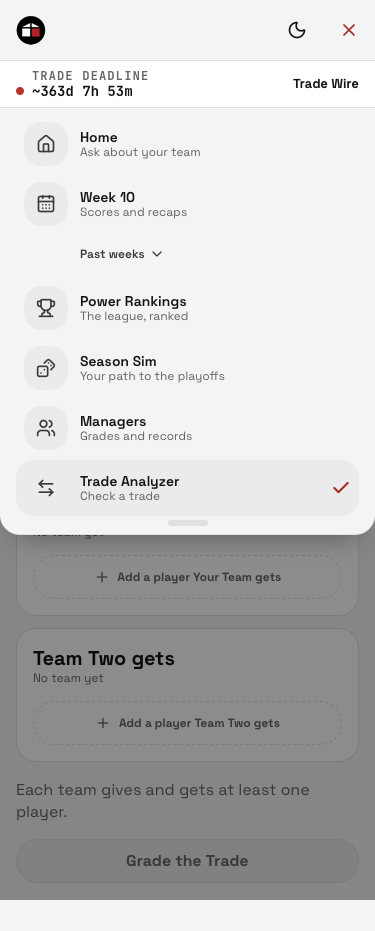 TRADE DEADLINE
~363d 7h 53m
Trade Wire
Home
Ask about your team
Week 10
Scores and recaps
Past weeks
Power Rankings
The league, ranked
Season Sim
Your path to the playoffs
Managers
Grades and records
Trade Analyzer
Check a trade
No team yet
Add a player Your Team gets
Team Two gets
No team yet
Add a player Team Two gets
Each team gives and gets at least one
player.
Grade the Trade